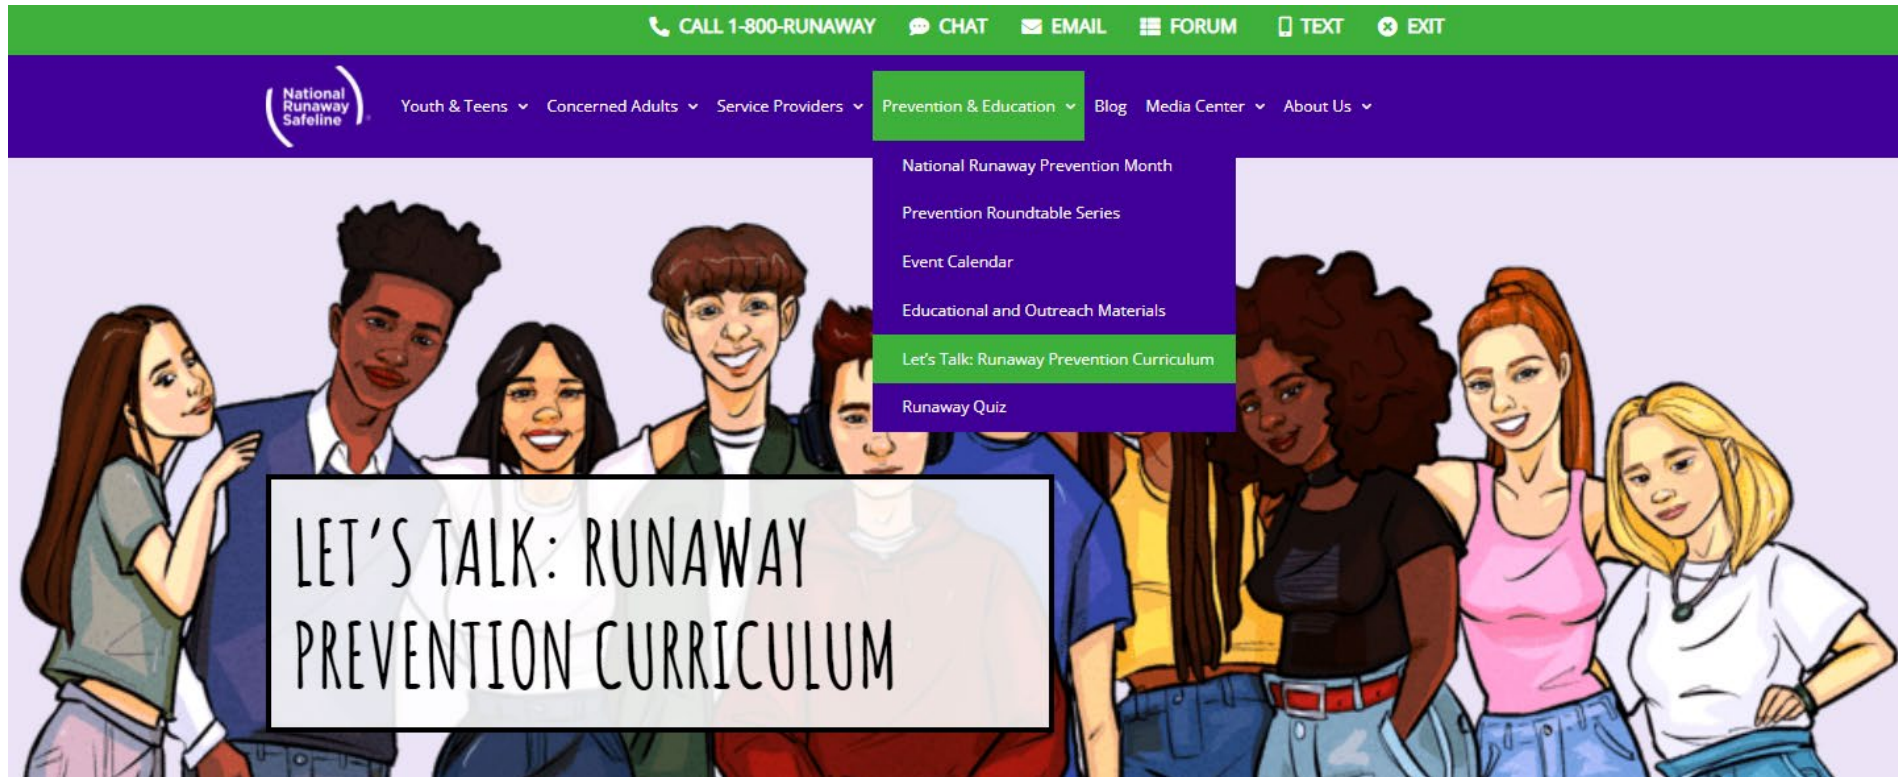 CALL 1-800-RUNAWAY CHAT EMAIL FORUM TEXT EXIT
National
Runaway
Safeline
Youth & Teens Concerned Adults Service Providers Prevention & Education Blog Media Center About Us
National Runaway Prevention Month
Prevention Roundtable Series
Event Calendar
Educational and Outreach Materials
Let's Talk: Runaway Prevention Curriculum
Runaway Quiz
LET'S TALK: RUNAWAY
PREVENTION CURRICULUM